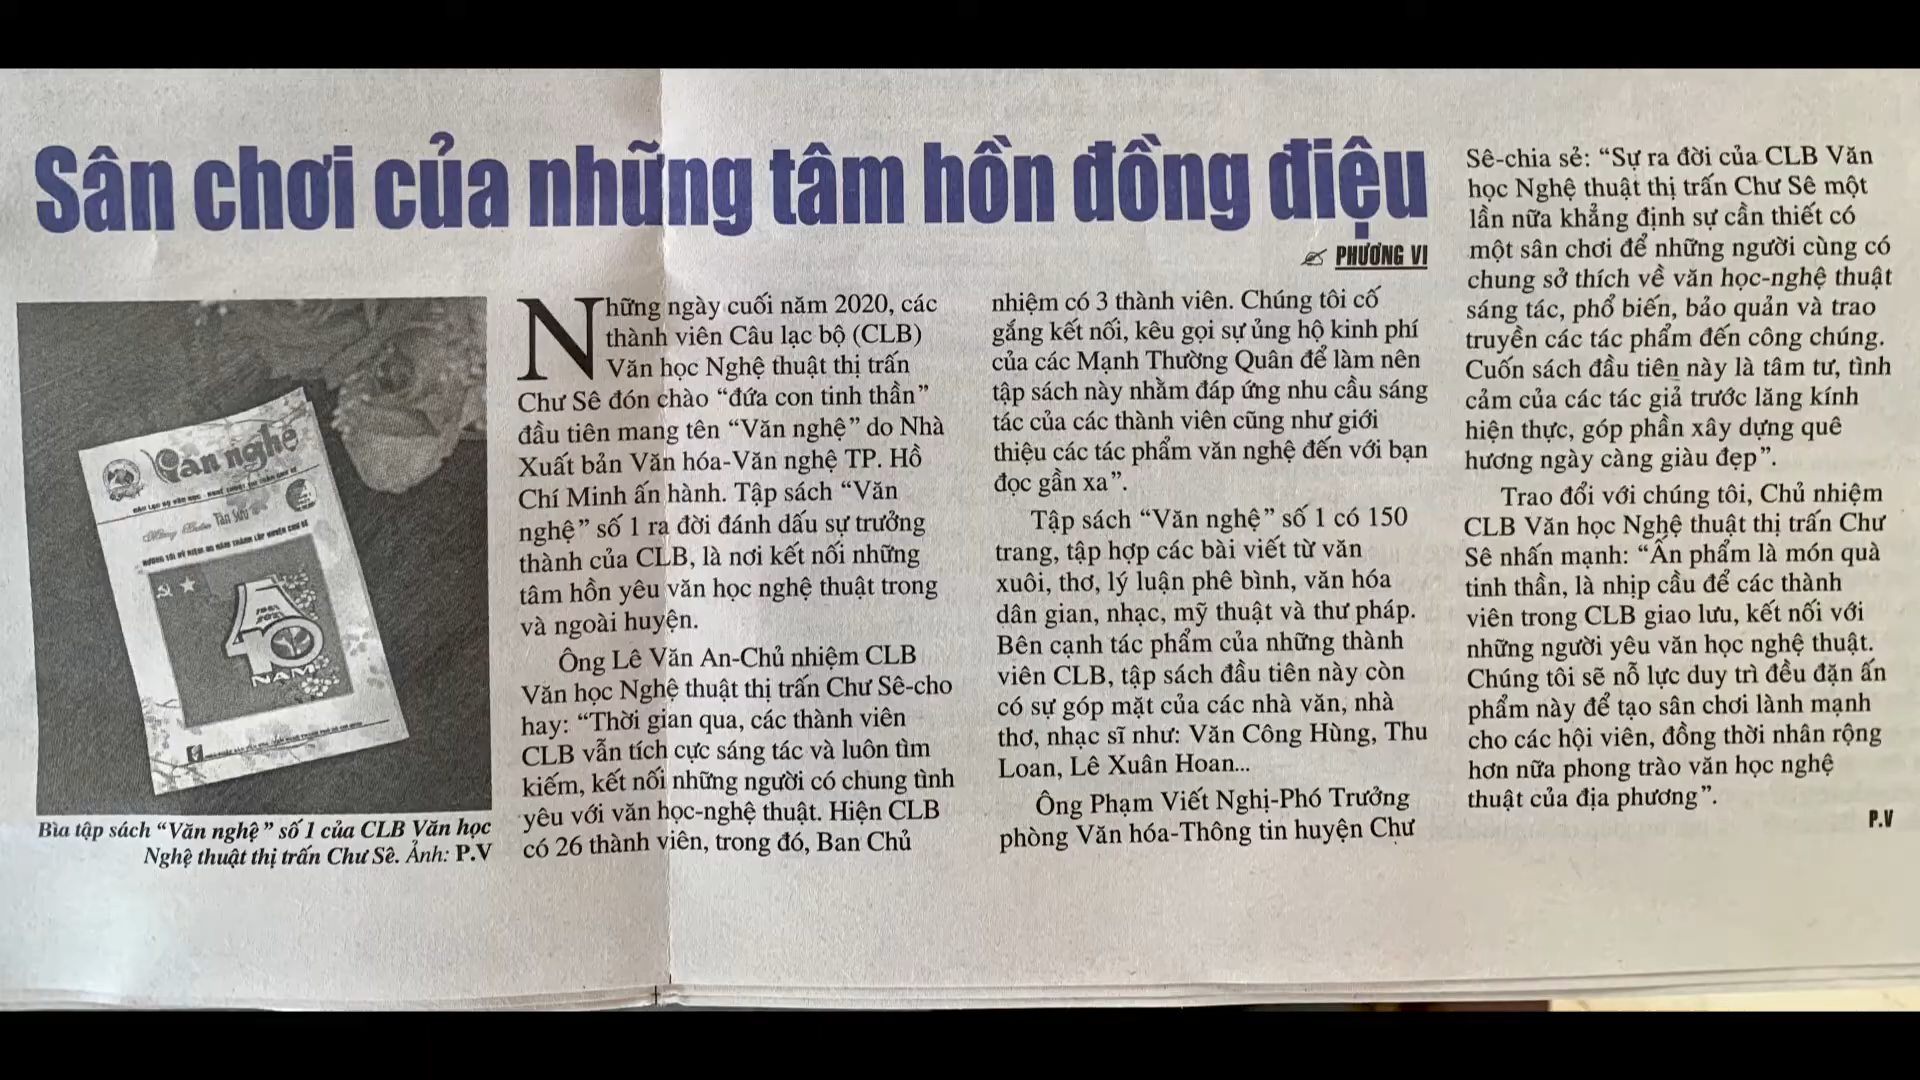 Sân chơi của những tâm hồn đồng điệu
PHƯƠNG VI
Văn nghệ
Tân Sửu
1981
2021
40
NĂM
Bìa tập sách “Văn nghệ” số 1 của CLB Văn học
Nghệ thuật thị trấn Chư Sê. Ảnh: P.V
Những ngày cuối năm 2020, các
thành viên Câu lạc bộ (CLB)
Văn học Nghệ thuật thị trấn
Chư Sê đón chào “đứa con tinh thần”
đầu tiên mang tên “Văn nghệ” do Nhà
Xuất bản Văn hóa-Văn nghệ TP. Hồ
Chí Minh ấn hành. Tập sách “Văn
nghệ” số 1 ra đời đánh dấu sự trưởng
thành của CLB, là nơi kết nối những
tâm hồn yêu văn học nghệ thuật trong
và ngoài huyện.
Ông Lê Văn An-Chủ nhiệm CLB
Văn học Nghệ thuật thị trấn Chư Sê-cho
hay: “Thời gian qua, các thành viên
CLB vẫn tích cực sáng tác và luôn tìm
kiếm, kết nối những người có chung tình
yêu với văn học-nghệ thuật. Hiện CLB
có 26 thành viên, trong đó, Ban Chủ
nhiệm có 3 thành viên. Chúng tôi cố
gắng kết nối, kêu gọi sự ủng hộ kinh phí
của các Mạnh Thường Quân để làm nên
tập sách này nhằm đáp ứng nhu cầu sáng
tác của các thành viên cũng như giới
thiệu các tác phẩm văn nghệ đến với bạn
đọc gần xa”.
Tập sách “Văn nghệ” số 1 có 150
trang, tập hợp các bài viết từ văn
xuôi, thơ, lý luận phê bình, văn hóa
dân gian, nhạc, mỹ thuật và thư pháp.
Bên cạnh tác phẩm của những thành
viên CLB, tập sách đầu tiên này còn
có sự góp mặt của các nhà văn, nhà
thơ, nhạc sĩ như: Văn Công Hùng, Thu
Loan, Lê Xuân Hoan...
Ông Phạm Viết Nghị-Phó Trưởng
phòng Văn hóa-Thông tin huyện Chư
Sê-chia sẻ: “Sự ra đời của CLB Văn
học Nghệ thuật thị trấn Chư Sê một
lần nữa khẳng định sự cần thiết có
một sân chơi để những người cùng có
chung sở thích về văn học-nghệ thuật
sáng tác, phổ biến, bảo quản và trao
truyền các tác phẩm đến công chúng.
Cuốn sách đầu tiên này là tâm tư, tình
cảm của các tác giả trước lăng kính
hiện thực, góp phần xây dựng quê
hương ngày càng giàu đẹp”.
Trao đổi với chúng tôi, Chủ nhiệm
CLB Văn học Nghệ thuật thị trấn Chư
Sê nhấn mạnh: “Ấn phẩm là món quà
tinh thần, là nhịp cầu để các thành
viên trong CLB giao lưu, kết nối với
những người yêu văn học nghệ thuật.
Chúng tôi sẽ nỗ lực duy trì đều đặn ấn
phẩm này để tạo sân chơi lành mạnh
cho các hội viên, đồng thời nhân rộng
hơn nữa phong trào văn học nghệ
thuật của địa phương”.
P.V